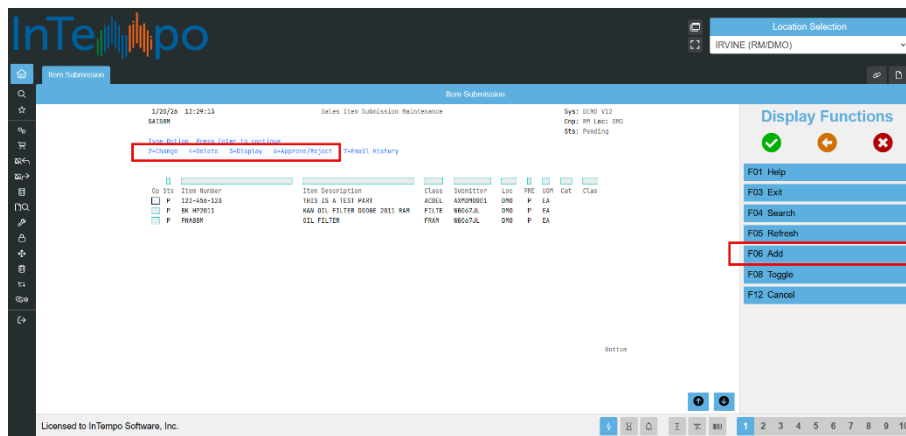 InTempo
Location Selection
IRVINE (RM/DMO)
Item Submission
Item Submission
1/20/26 13:29:13 Sales Item Submission Maintenance Sys: DEMO V12
SAISBM Cmp: RM Loc: DMO
Sts: Pending
Type Option Press Enter to continue
2=Change 4=Delete 5=Display 6=Approve/Reject 7=Email History
Op Sts Item Number Item Description Class Submitter Loc PME UOM Cat Clas
P 123-456-123 THIS IS A TEST PART ACDEL DMO P EA
P BK HP2011 K&N OIL FILTER DODGE 2011 RAM FILTE WGG67JL DMO P EA
P PHA8BM OIL FILTER FRAM WGG67JL DMO P EA
Bottom
Display Functions
F01 Help
F03 Exit
F04 Search
F05 Refresh
F06 Add
F08 Toggle
F12 Cancel
Licensed to InTempo Software, Inc.
1 2 3 4 5 6 7 8 9 10